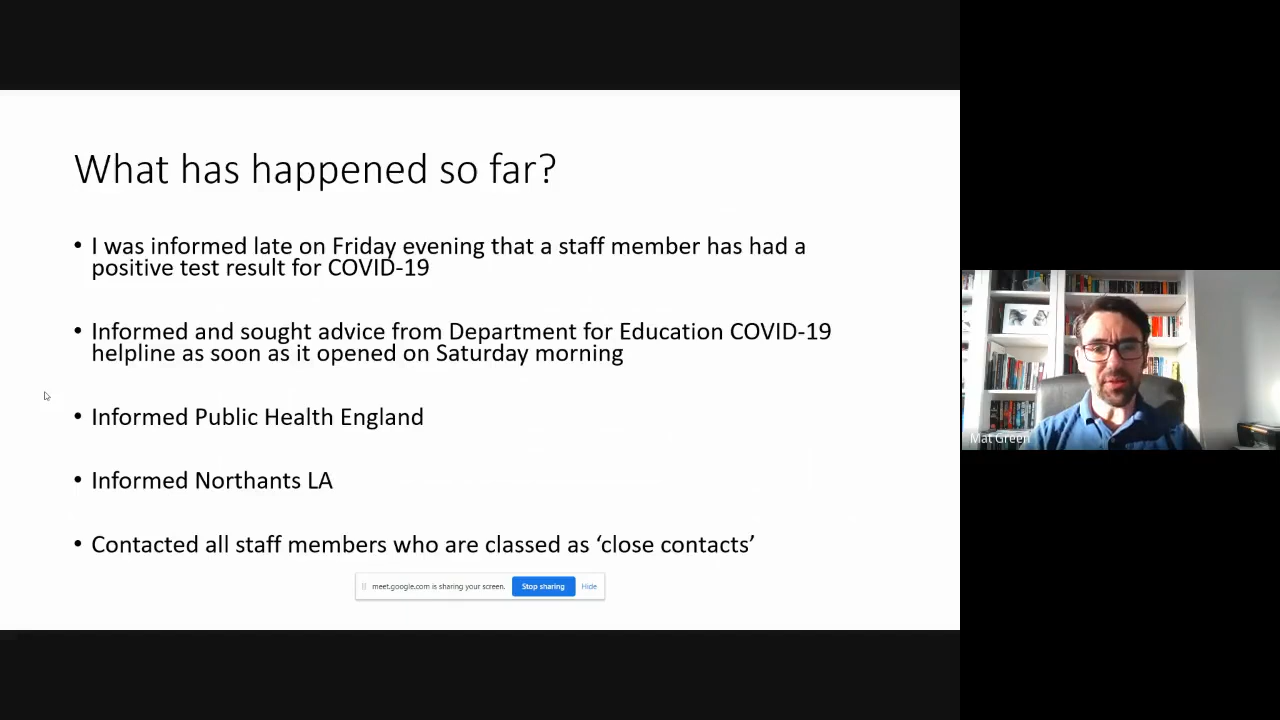 What has happened so far?
• I was informed late on Friday evening that a staff member has had a
positive test result for COVID-19
• Informed and sought advice from Department for Education COVID-19
helpline as soon as it opened on Saturday morning
• Informed Public Health England
• Informed Northants LA
• Contacted all staff members who are classed as ‘close contacts’
meet.google.com is sharing your screen. Stop sharing Hide
Mat Green